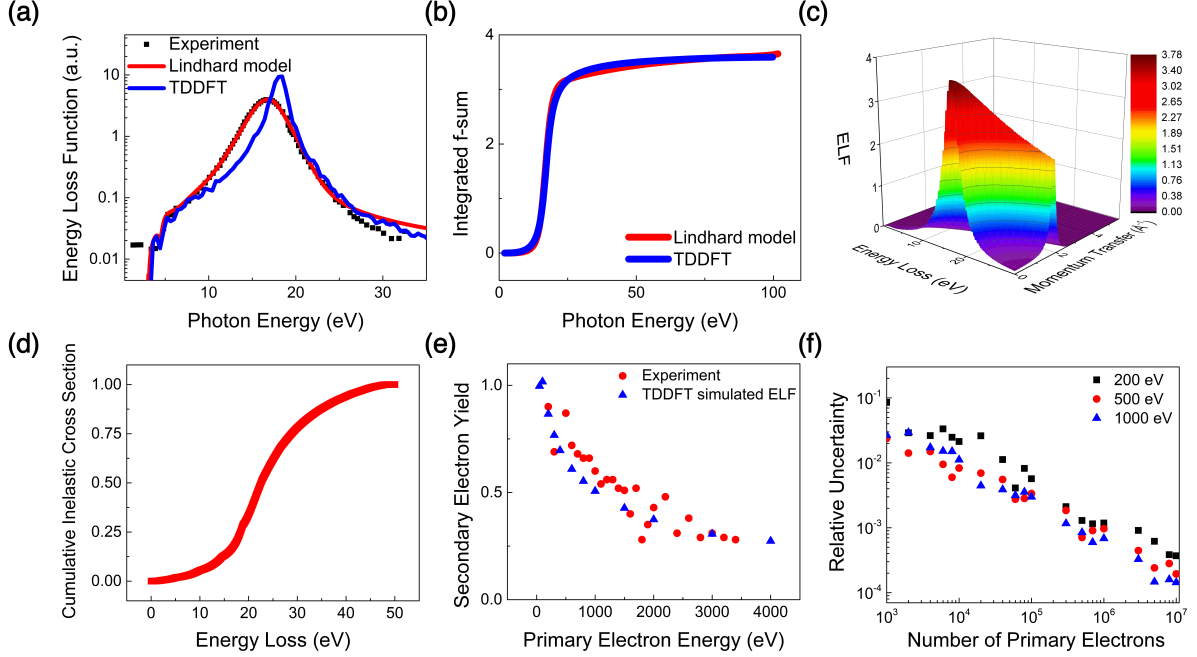 (a)
Experiment
Lindhard model
TDDFT
10
1
0.1
0.01
10
20
30
Energy Loss Function (a.u.)
Photon Energy (eV)
(b)
4
2
0
0
50
100
Lindhard model
TDDFT
Integrated f-sum
Photon Energy (eV)
(c)
4
3
2
1
0
ELF
10
20
Energy Loss (eV)
0
2
4
Momentum Transfer (Å⁻¹)
3.78
3.40
3.02
2.65
2.27
1.89
1.51
1.13
0.76
0.38
0.00
(d)
1.00
0.75
0.50
0.25
0.00
0
10
20
30
40
50
Cumulative Inelastic Cross Section
Energy Loss (eV)
(e)
Experiment
TDDFT simulated ELF
1.0
0.5
0.0
0
1000
2000
3000
4000
Secondary Electron Yield
Primary Electron Energy (eV)
(f)
200 eV
500 eV
1000 eV
10⁻¹
10⁻²
10⁻³
10⁻⁴
10³
10⁴
10⁵
10⁶
10⁷
Relative Uncertainty
Number of Primary Electrons